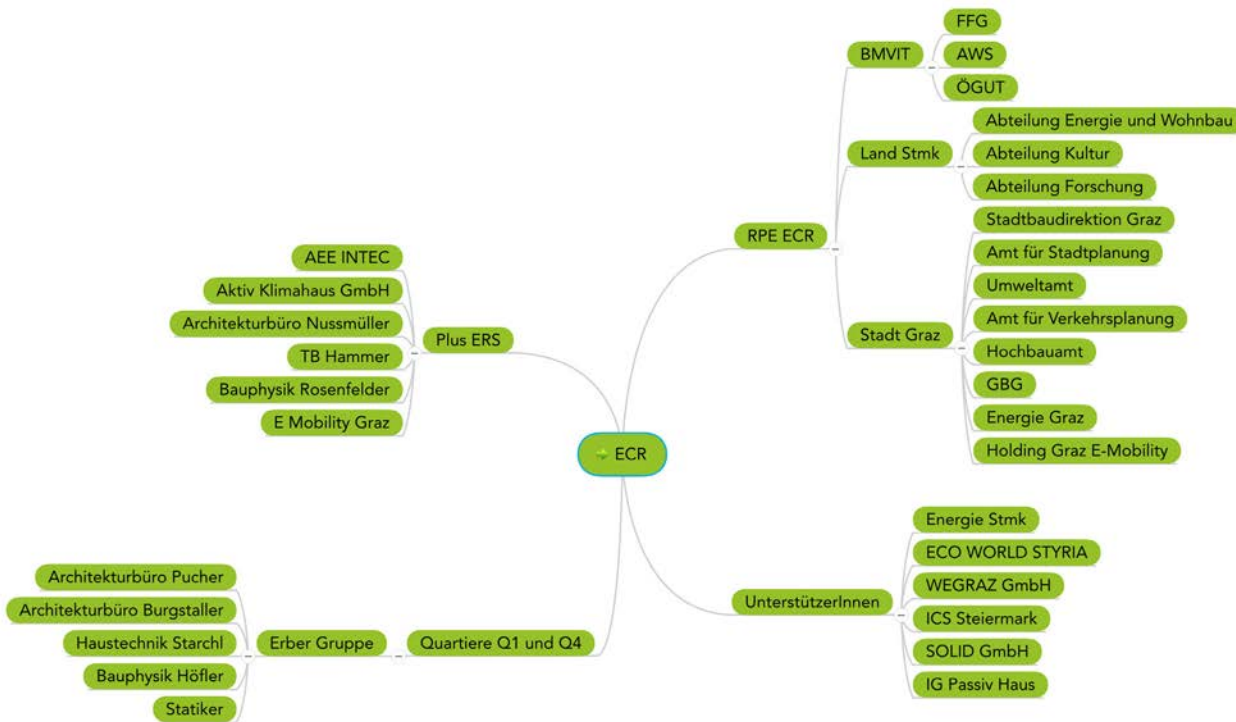 FFG
BMVIT
AWS
ÖGUT
Abteilung Energie und Wohnbau
Land Stmk
Abteilung Kultur
Abteilung Forschung
RPE ECR
Stadtbaudirektion Graz
Amt für Stadtplanung
Umweltamt
Amt für Verkehrsplanung
Stadt Graz
Hochbauamt
GBG
Energie Graz
Holding Graz E-Mobility
AEE INTEC
Aktiv Klimahaus GmbH
Architekturbüro Nussmüller
Plus ERS
TB Hammer
Bauphysik Rosenfelder
E Mobility Graz
ECR
Energie Stmk
ECO WORLD STYRIA
WEGRAZ GmbH
UnterstützerInnen
ICS Steiermark
SOLID GmbH
IG Passiv Haus
Architekturbüro Pucher
Architekturbüro Burgstaller
Haustechnik Starchl
Erber Gruppe
Quartiere Q1 und Q4
Bauphysik Höfler
Statiker